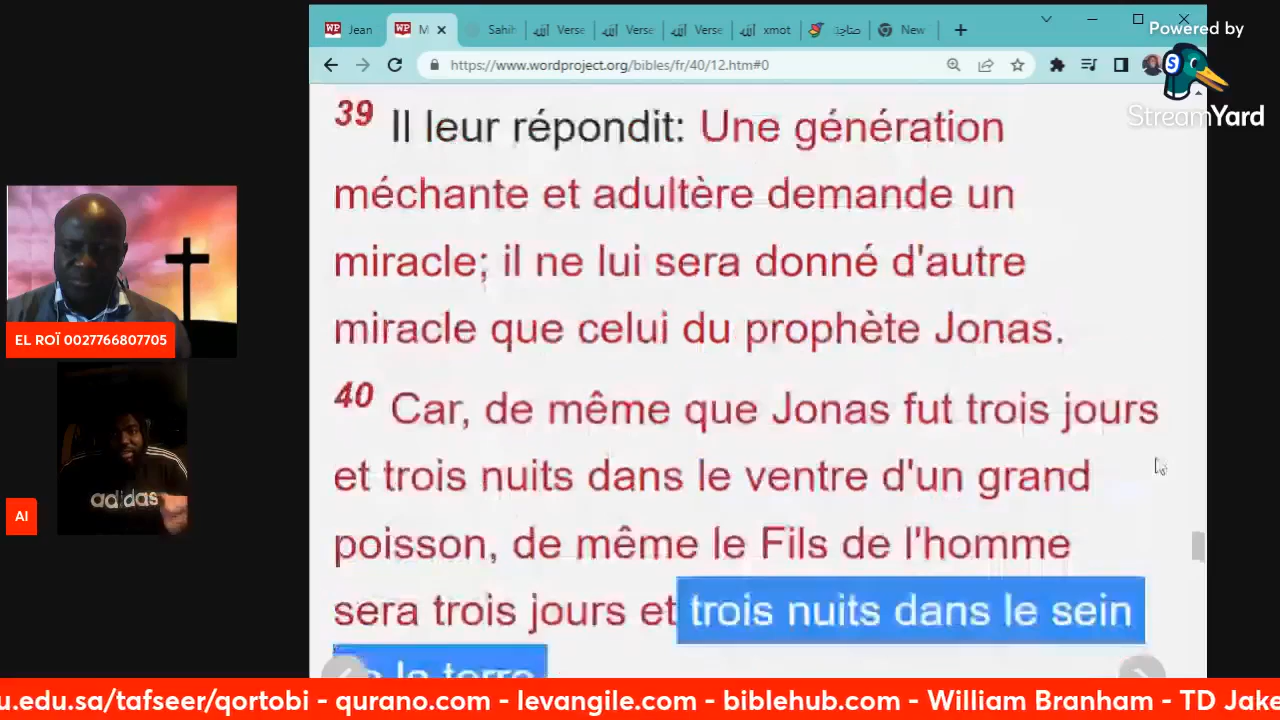 Jean
M
Sahih
Verse
Verse
Verse
xmot
New
https://www.wordproject.org/bibles/fr/40/12.htm#0
Powered by
StreamYard
39 Il leur répondit: Une génération
méchante et adultère demande un
miracle; il ne lui sera donné d'autre
miracle que celui du prophète Jonas.
40 Car, de même que Jonas fut trois jours
et trois nuits dans le ventre d'un grand
poisson, de même le Fils de l'homme
sera trois jours et trois nuits dans le sein
la terre
EL ROÏ 0027766807705
adidas
AI
u.edu.sa/tafseer/qortobi - qurano.com - levangile.com - biblehub.com - William Branham - TD Jake